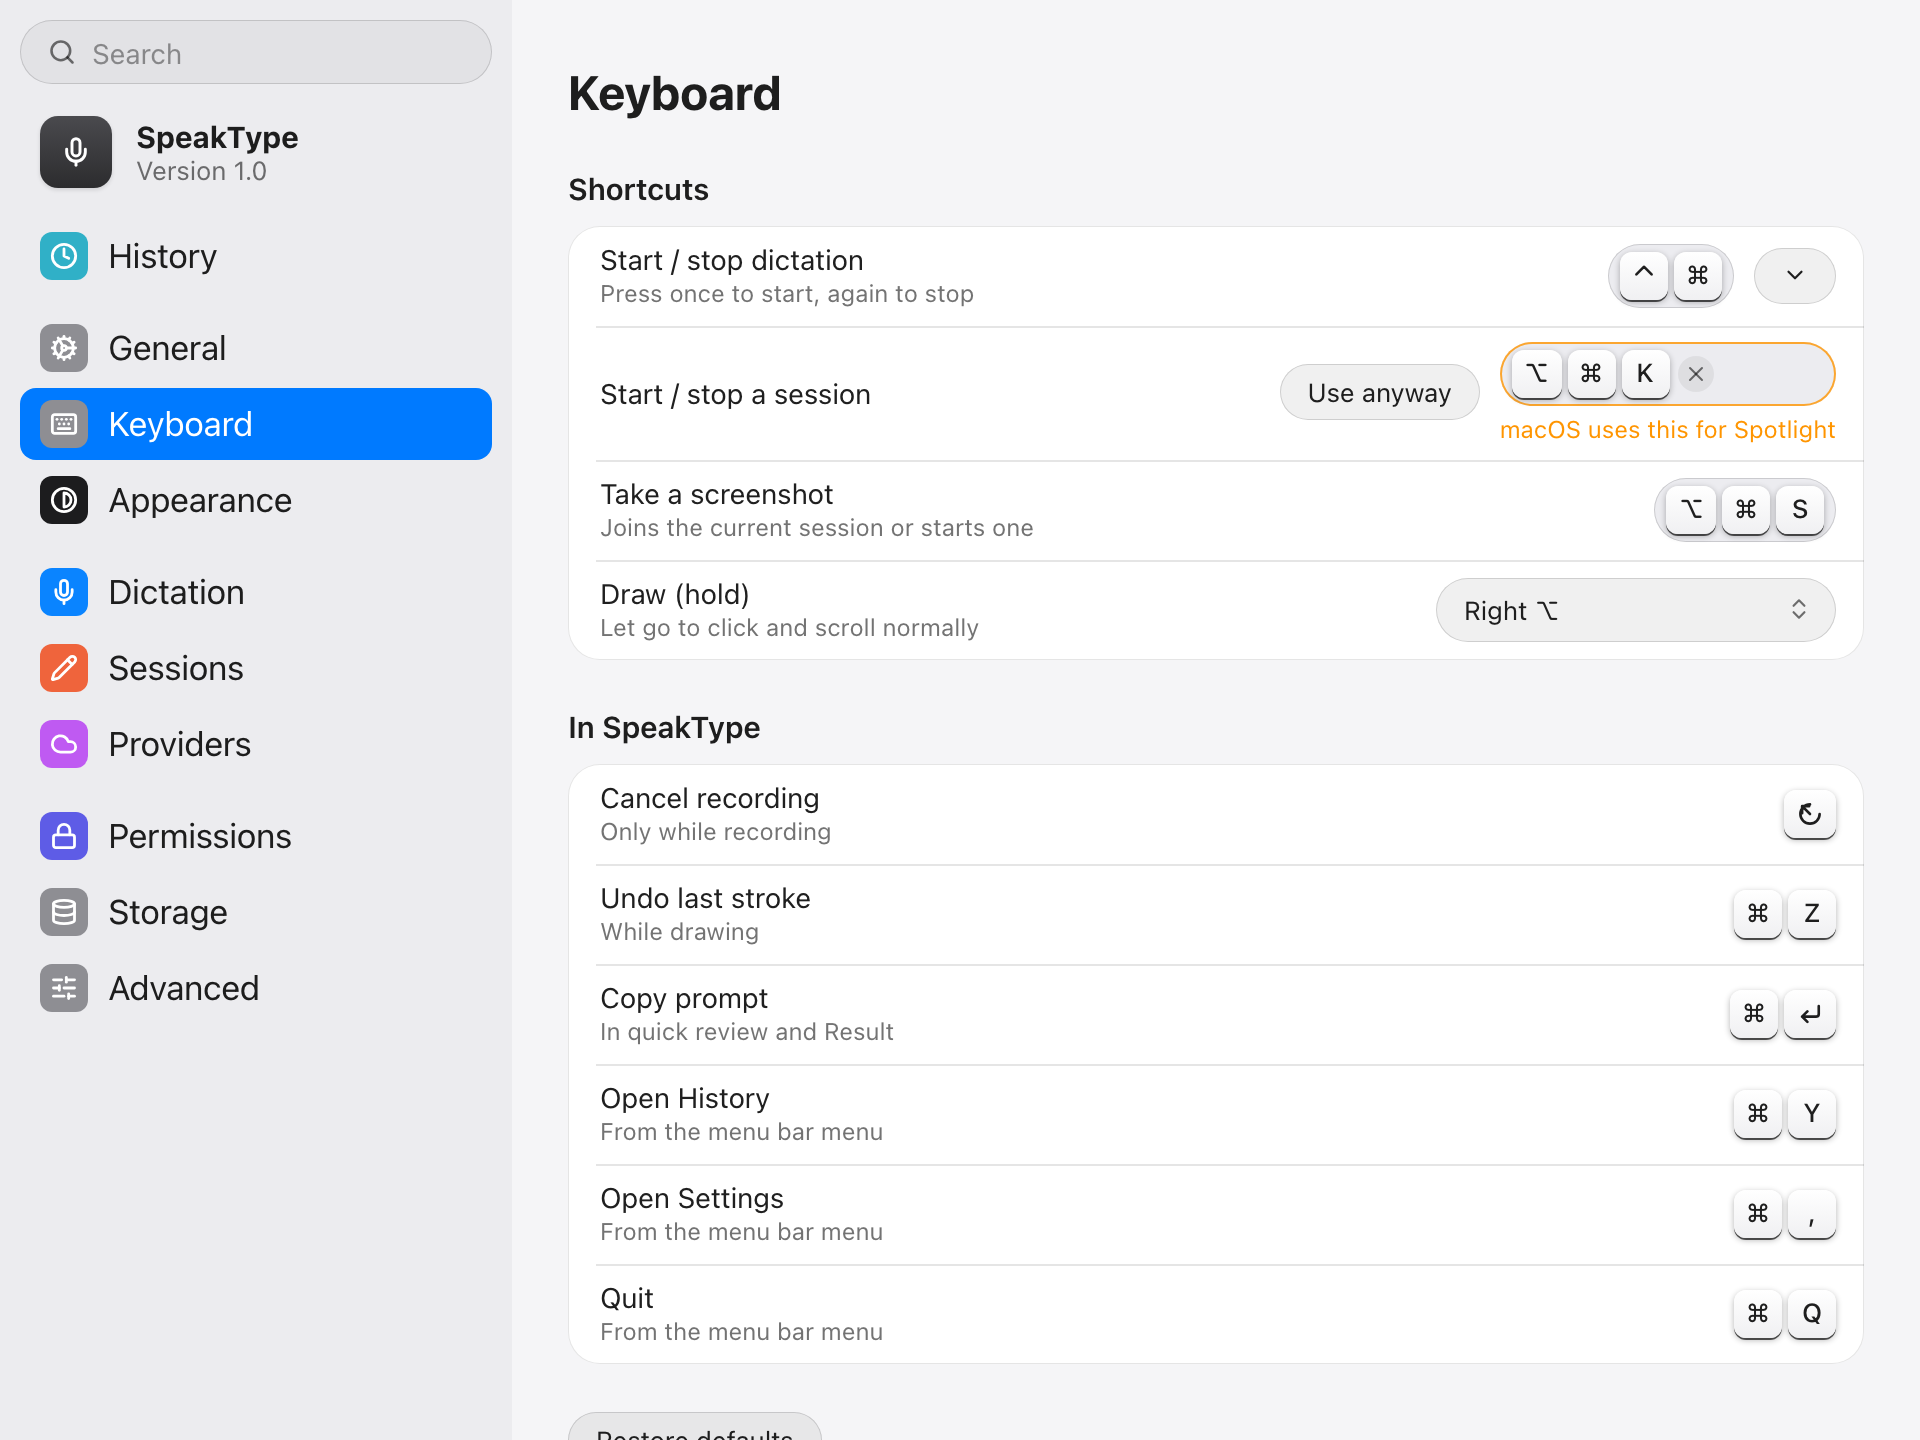 Search
SpeakType
Version 1.0
History
General
Keyboard
Appearance
Dictation
Sessions
Providers
Permissions
Storage
Advanced
Keyboard
Shortcuts
Start / stop dictation
Press once to start, again to stop
⌃ ⌘
Start / stop a session
Use anyway
⌥ ⌘ K
macOS uses this for Spotlight
Take a screenshot
Joins the current session or starts one
⌥ ⌘ S
Draw (hold)
Let go to click and scroll normally
Right ⌥
In SpeakType
Cancel recording
Only while recording
⎋
Undo last stroke
While drawing
⌘ Z
Copy prompt
In quick review and Result
⌘ ↵
Open History
From the menu bar menu
⌘ Y
Open Settings
From the menu bar menu
⌘ ,
Quit
From the menu bar menu
⌘ Q
Restore defaults